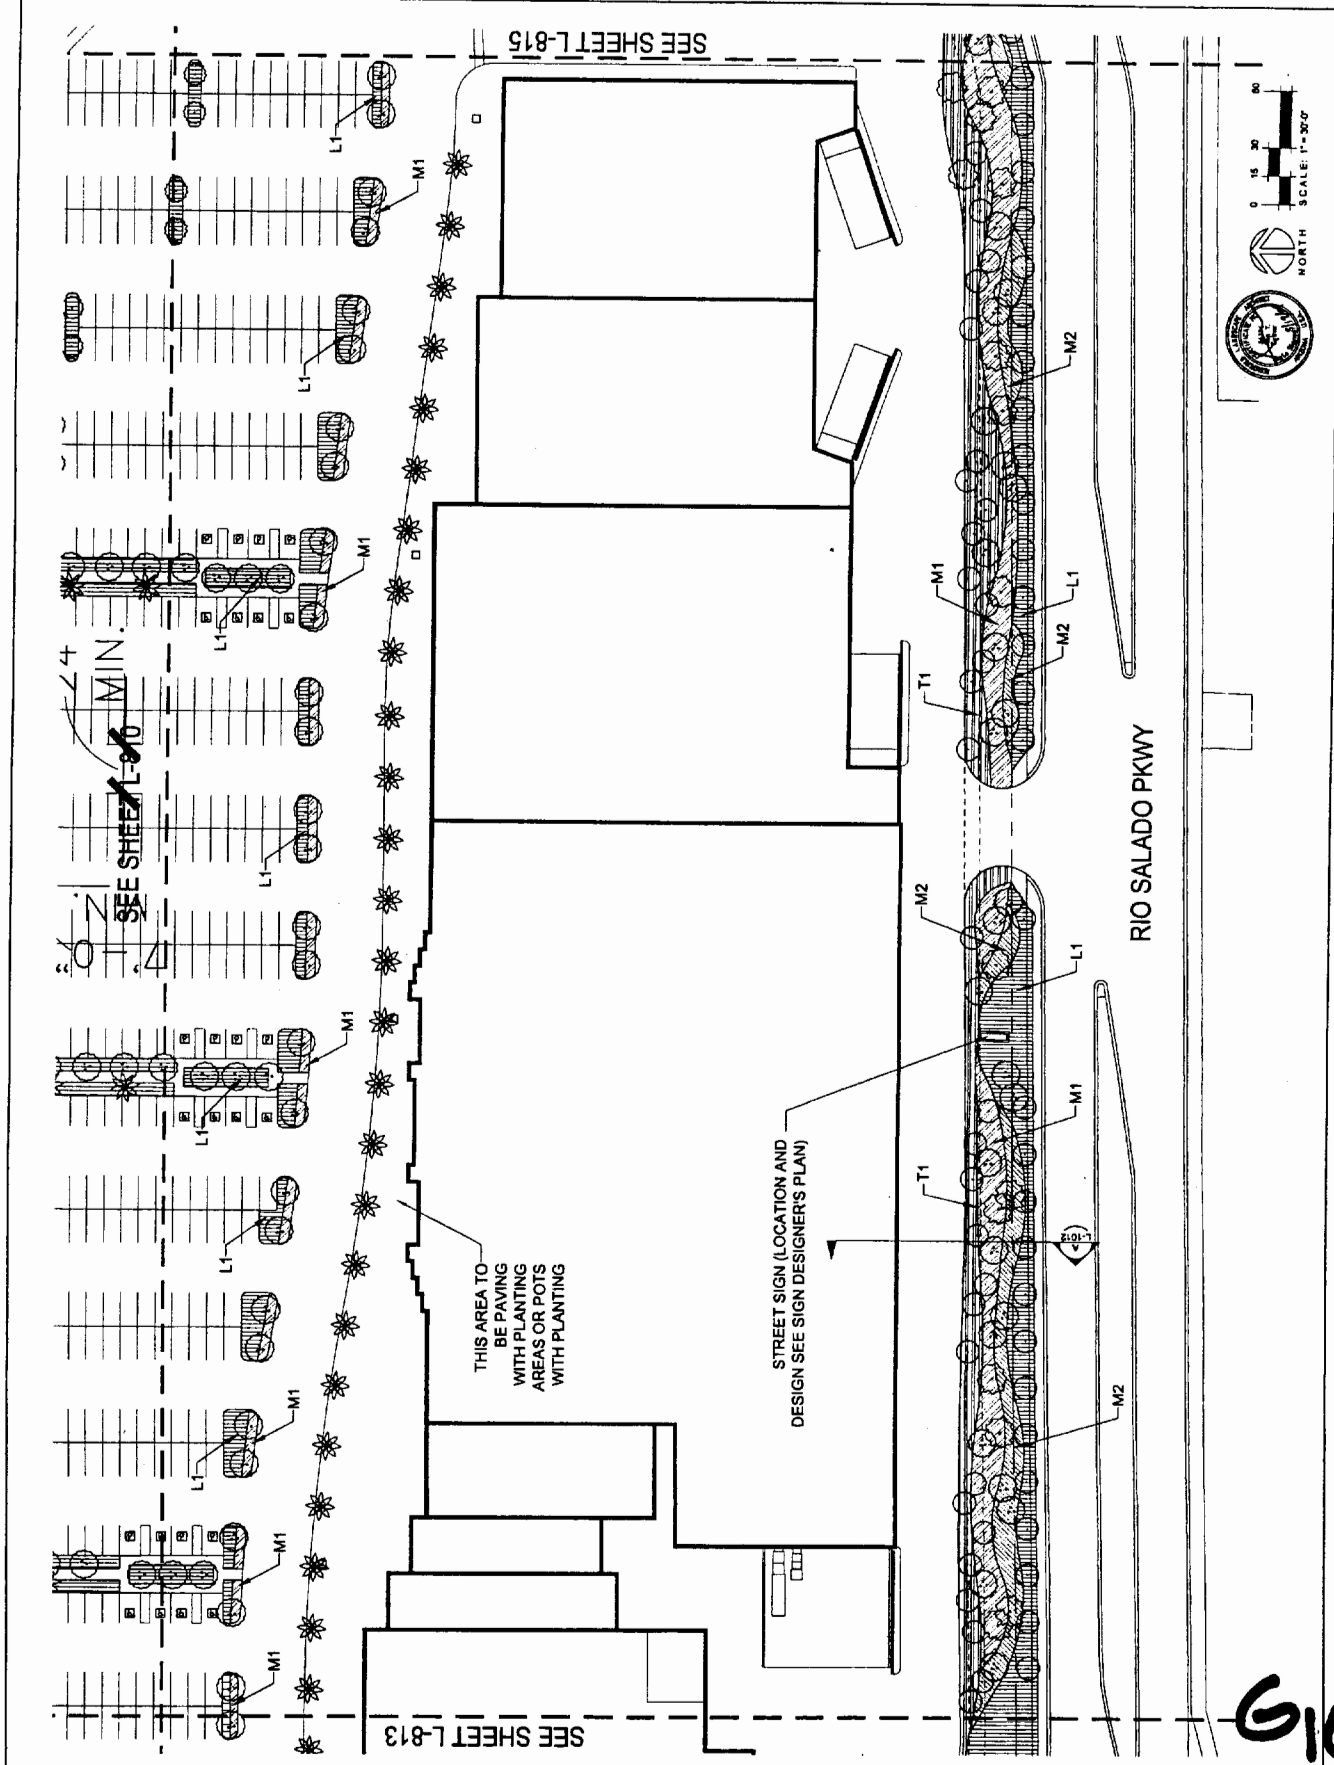 SEE SHEET L-815
L1
M1
L1
M1
L1
24
MIN.
SEE SHEET L-810
L1
M1
L1
L1
M1
L1
M1
M1
THIS AREA TO
BE PAVING
WITH PLANTING
AREAS OR POTS
WITH PLANTING
STREET SIGN (LOCATION AND
DESIGN SEE SIGN DESIGNER'S PLAN)
M2
M1
L1
M2
T1
M2
L1
M1
T1
A
L-1012
M2
RIO SALADO PKWY
0 15 30 60
SCALE: 1" = 30'-0"
NORTH
SEE SHEET L-813